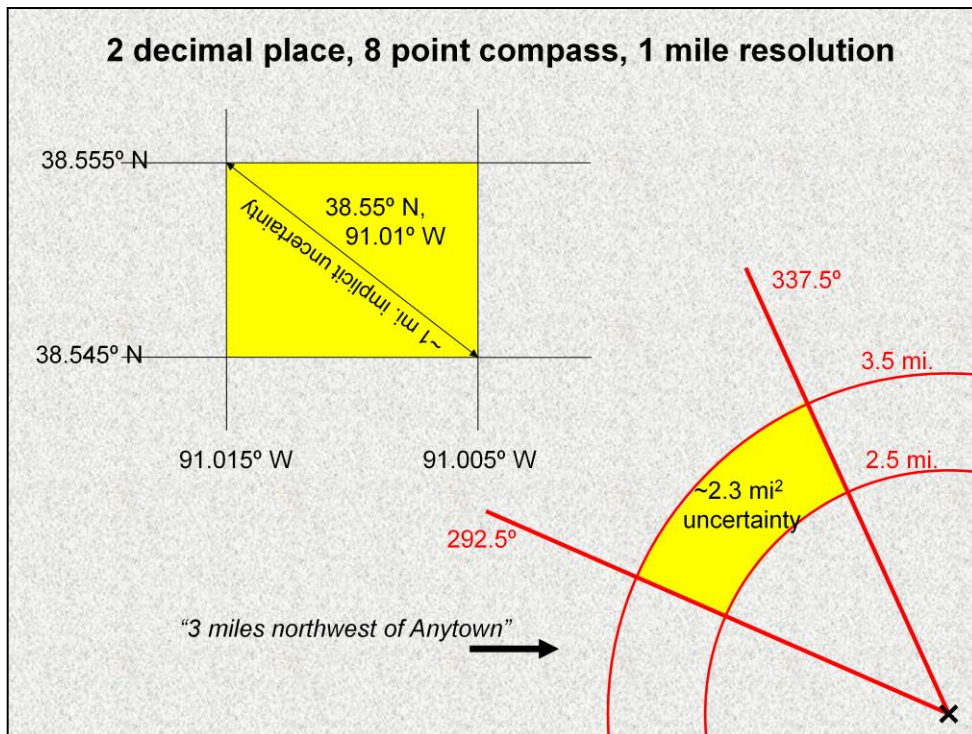 2 decimal place, 8 point compass, 1 mile resolution
38.555º N
38.55º N,
91.01º W
~1 mi. implicit uncertainty
38.545º N
91.015º W
91.005º W
337.5º
3.5 mi.
2.5 mi.
~2.3 mi²
uncertainty
292.5º
“3 miles northwest of Anytown”